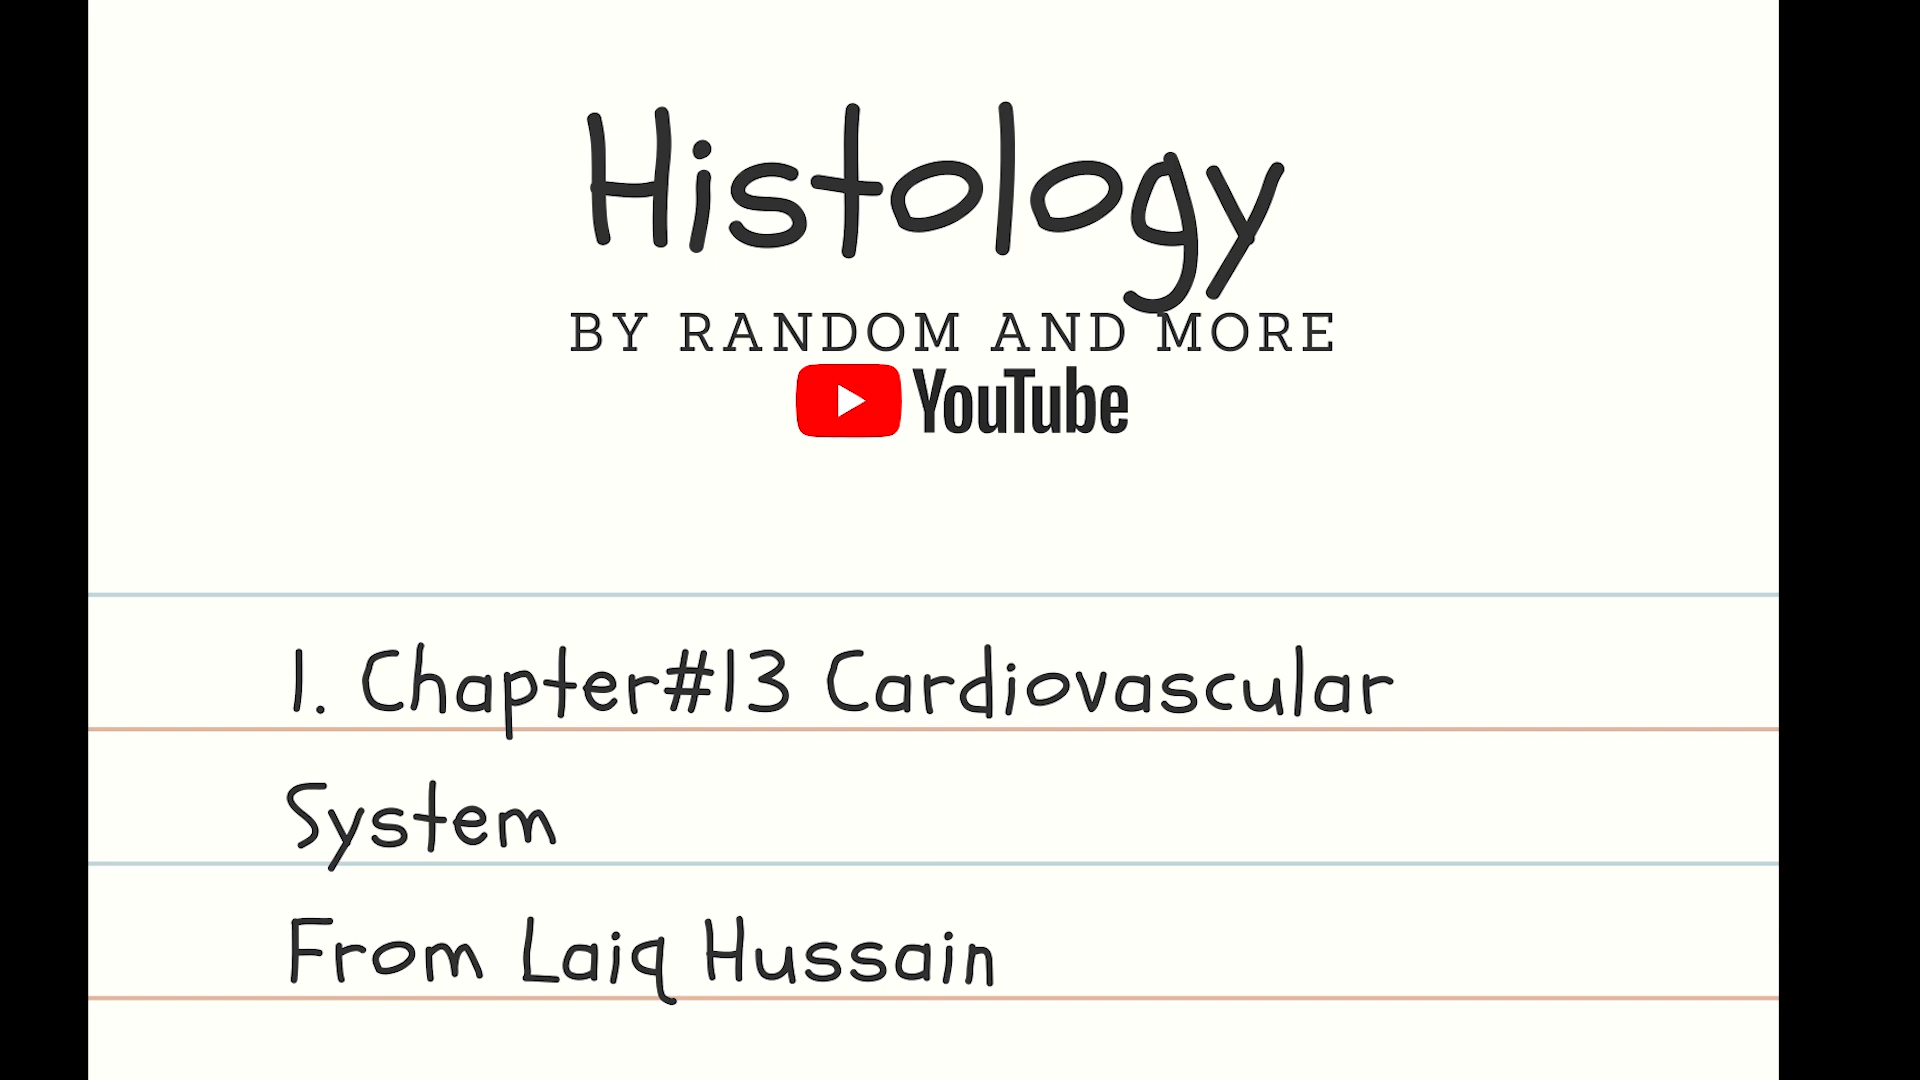 Histology
BY RANDOM AND MORE
YouTube
1. Chapter#13 Cardiovascular
System
From Laiq Hussain